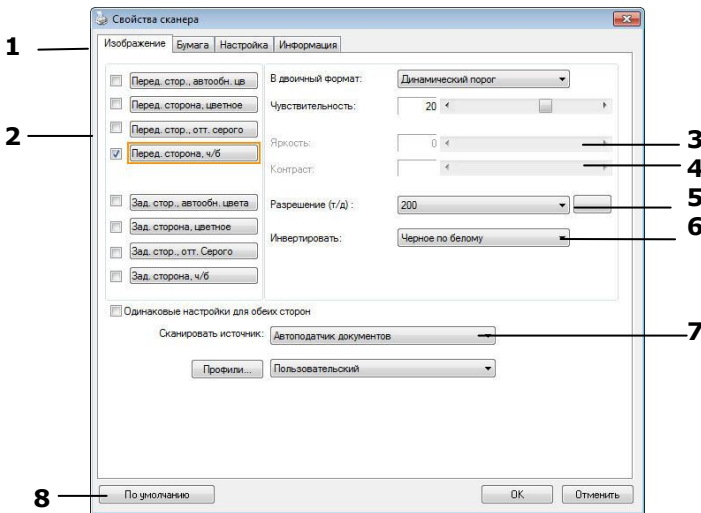 Свойства сканера
1
Изображение Бумага Настройка Информация
2
Перед. стор., автообн. цв
Перед. сторона, цветное
Перед. стор., отт. серого
Перед. сторона, ч/б
Зад. стор., автообн. цвета
Зад. сторона, цветное
Зад. стор., отт. Серого
Зад. сторона, ч/б
В двоичный формат: Динамический порог
Чувствительность: 20
Яркость: 0
3
Контраст:
4
Разрешение (т/д) : 200
5
Инвертировать: Черное по белому
6
Одинаковые настройки для обеих сторон
Сканировать источник: Автоподатчик документов
7
Профили... Пользовательский
8
По умолчанию OK Отменить